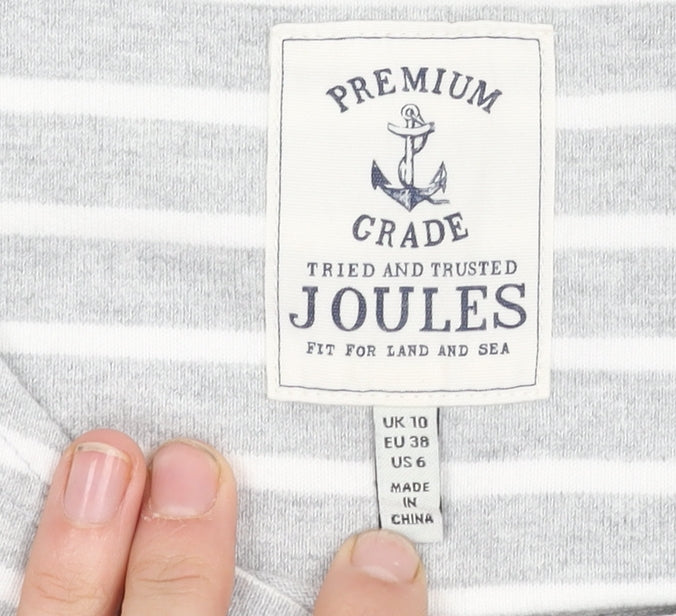 PREMIUM
GRADE
TRIED AND TRUSTED
JOULES
FIT FOR LAND AND SEA
UK 10
EU 38
US 6
MADE
IN
CHINA